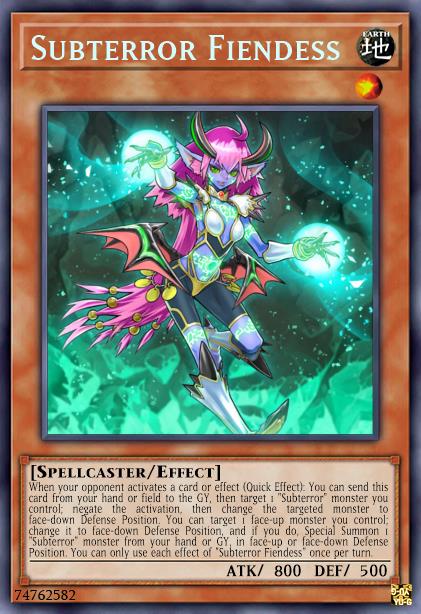 SUBTERROR FIENDESS
EARTH
地
[SPELLCASTER/EFFECT]
When your opponent activates a card or effect (Quick Effect): You can send this
card from your hand or field to the GY, then target 1 "Subterror" monster you
control; negate the activation, then change the targeted monster to
face-down Defense Position. You can target 1 face-up monster you control;
change it to face-down Defense Position, and if you do, Special Summon 1
"Subterror" monster from your hand or GY, in face-up or face-down Defense
Position. You can only use each effect of "Subterror Fiendess" once per turn.
ATK/ 800 DEF/ 500
74762582